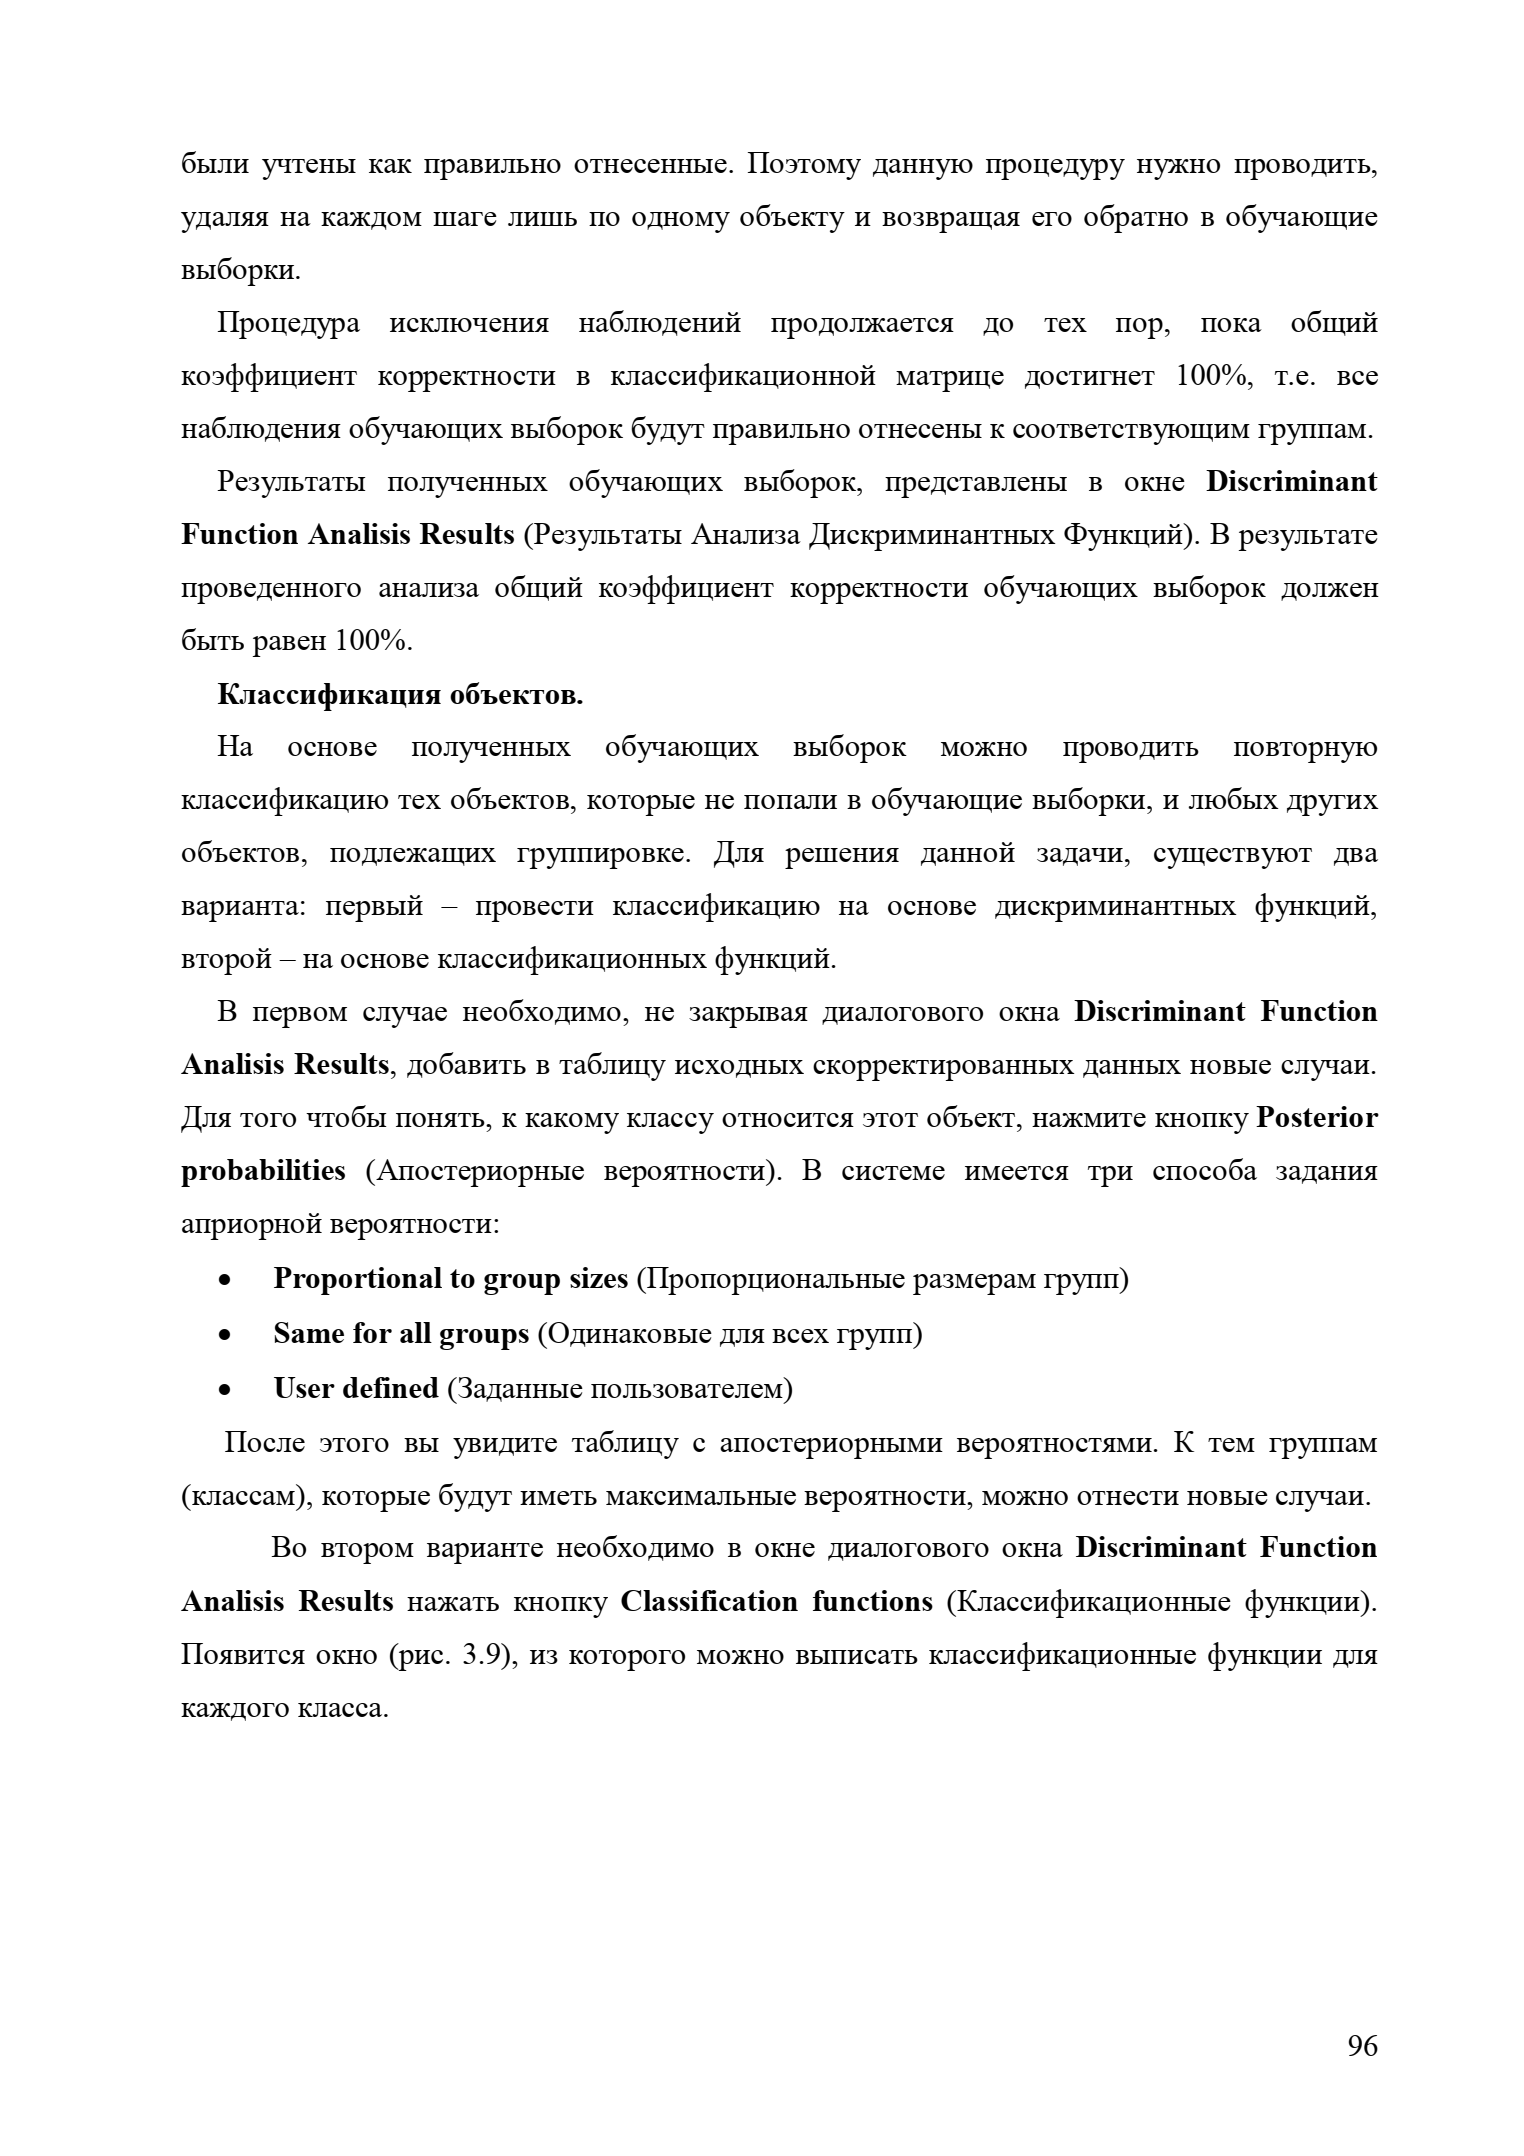 были учтены как правильно отнесенные. Поэтому данную процедуру нужно проводить,
удаляя на каждом шаге лишь по одному объекту и возвращая его обратно в обучающие
выборки.
Процедура исключения наблюдений продолжается до тех пор, пока общий
коэффициент корректности в классификационной матрице достигнет 100%, т.е. все
наблюдения обучающих выборок будут правильно отнесены к соответствующим группам.
Результаты полученных обучающих выборок, представлены в окне Discriminant
Function Analisis Results (Результаты Анализа Дискриминантных Функций). В результате
проведенного анализа общий коэффициент корректности обучающих выборок должен
быть равен 100%.
Классификация объектов.
На основе полученных обучающих выборок можно проводить повторную
классификацию тех объектов, которые не попали в обучающие выборки, и любых других
объектов, подлежащих группировке. Для решения данной задачи, существуют два
варианта: первый – провести классификацию на основе дискриминантных функций,
второй – на основе классификационных функций.
В первом случае необходимо, не закрывая диалогового окна Discriminant Function
Analisis Results, добавить в таблицу исходных скорректированных данных новые случаи.
Для того чтобы понять, к какому классу относится этот объект, нажмите кнопку Posterior
probabilities (Апостериорные вероятности). В системе имеется три способа задания
априорной вероятности:
• Proportional to group sizes (Пропорциональные размерам групп)
• Same for all groups (Одинаковые для всех групп)
• User defined (Заданные пользователем)
После этого вы увидите таблицу с апостериорными вероятностями. К тем группам
(классам), которые будут иметь максимальные вероятности, можно отнести новые случаи.
Во втором варианте необходимо в окне диалогового окна Discriminant Function
Analisis Results нажать кнопку Classification functions (Классификационные функции).
Появится окно (рис. 3.9), из которого можно выписать классификационные функции для
каждого класса.
96